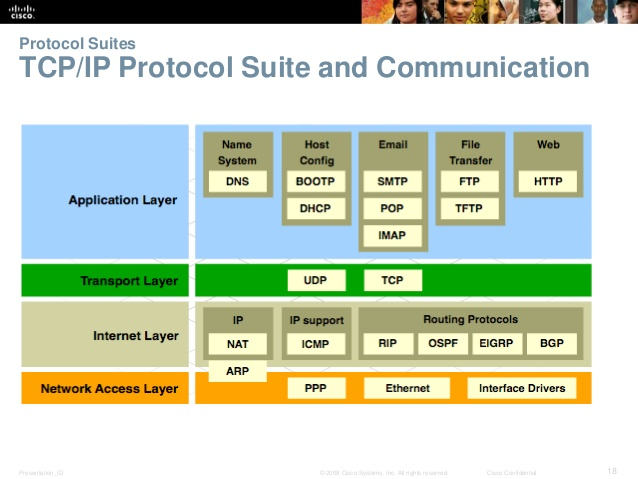 CISCO.
Protocol Suites
TCP/IP Protocol Suite and Communication
Application Layer
Name
System
DNS
Host
Config
BOOTP
DHCP
Email
SMTP
POP
IMAP
File
Transfer
FTP
TFTP
Web
HTTP
Transport Layer
UDP
TCP
Internet Layer
IP
NAT
ARP
IP support
ICMP
Routing Protocols
RIP
OSPF
EIGRP
BGP
Network Access Layer
PPP
Ethernet
Interface Drivers
Presentation_ID
Cisco Systems, Inc. All rights reserved.
Cisco Confidential
18